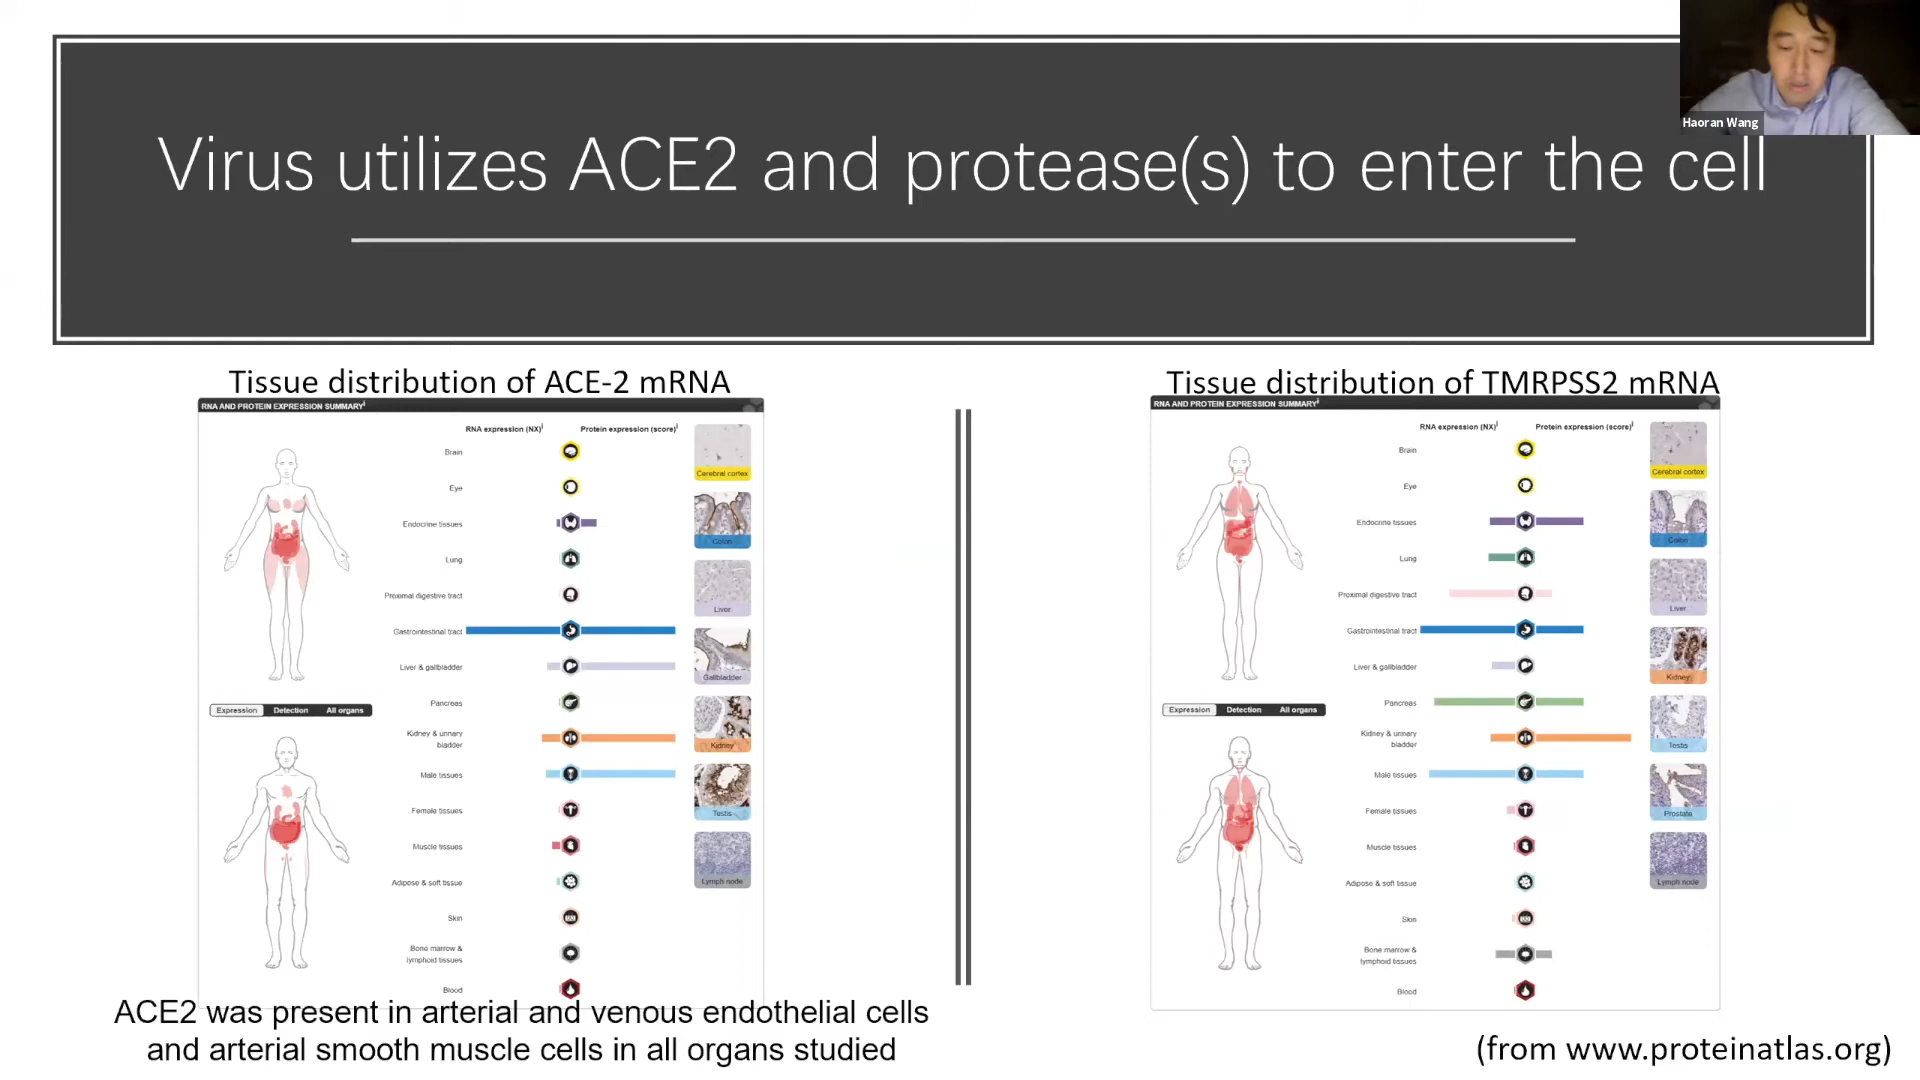 Haoran Wang
Virus utilizes ACE2 and protease(s) to enter the cell
Tissue distribution of ACE-2 mRNA
RNA AND PROTEIN EXPRESSION SUMMARYi
RNA expression (NX)i
Protein expression (score)i
Brain
Eye
Endocrine tissues
Lung
Proximal digestive tract
Gastrointestinal tract
Liver & gallbladder
Pancreas
Kidney & urinary
bladder
Male tissues
Female tissues
Muscle tissues
Adipose & soft tissue
Skin
Bone marrow &
lymphoid tissues
Blood
Expression Detection All organs
Cerebral cortex
Colon
Liver
Gallbladder
Kidney
Testis
Lymph node
ACE2 was present in arterial and venous endothelial cells
and arterial smooth muscle cells in all organs studied
Tissue distribution of TMRPSS2 mRNA
RNA AND PROTEIN EXPRESSION SUMMARYi
RNA expression (NX)i
Protein expression (score)i
Brain
Eye
Endocrine tissues
Lung
Proximal digestive tract
Gastrointestinal tract
Liver & gallbladder
Pancreas
Kidney & urinary
bladder
Male tissues
Female tissues
Muscle tissues
Adipose & soft tissue
Skin
Bone marrow &
lymphoid tissues
Blood
Expression Detection All organs
Cerebral cortex
Colon
Liver
Kidney
Testis
Prostate
Lymph node
(from www.proteinatlas.org)